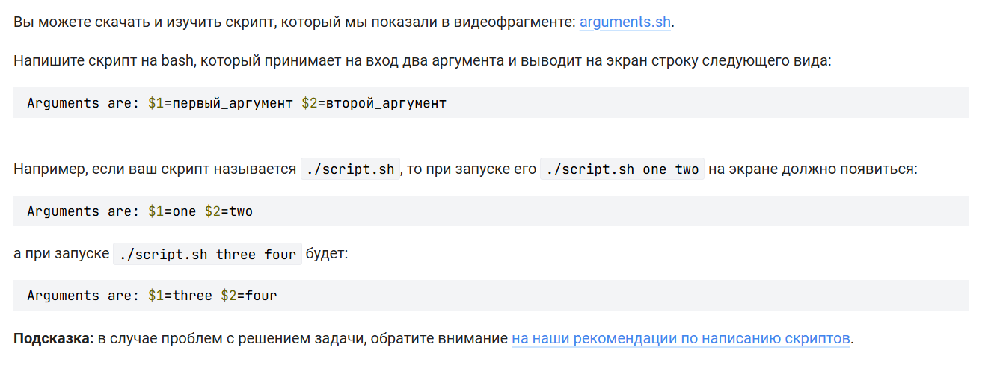 Вы можете скачать и изучить скрипт, который мы показали в видеофрагменте: arguments.sh.
Напишите скрипт на bash, который принимает на вход два аргумента и выводит на экран строку следующего вида:
Arguments are: $1=первый_аргумент $2=второй_аргумент
Например, если ваш скрипт называется ./script.sh, то при запуске его ./script.sh one two на экране должно появиться:
Arguments are: $1=one $2=two
а при запуске ./script.sh three four будет:
Arguments are: $1=three $2=four
Подсказка: в случае проблем с решением задачи, обратите внимание на наши рекомендации по написанию скриптов.